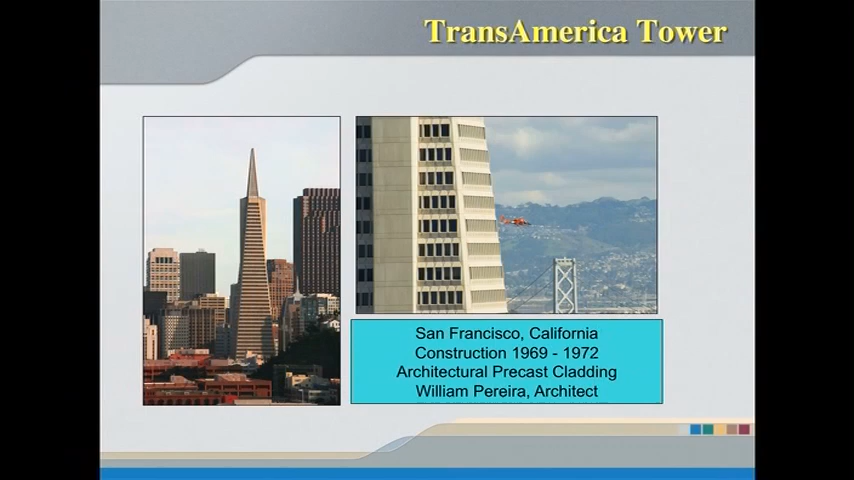 TransAmerica Tower
San Francisco, California
Construction 1969 - 1972
Architectural Precast Cladding
William Pereira, Architect